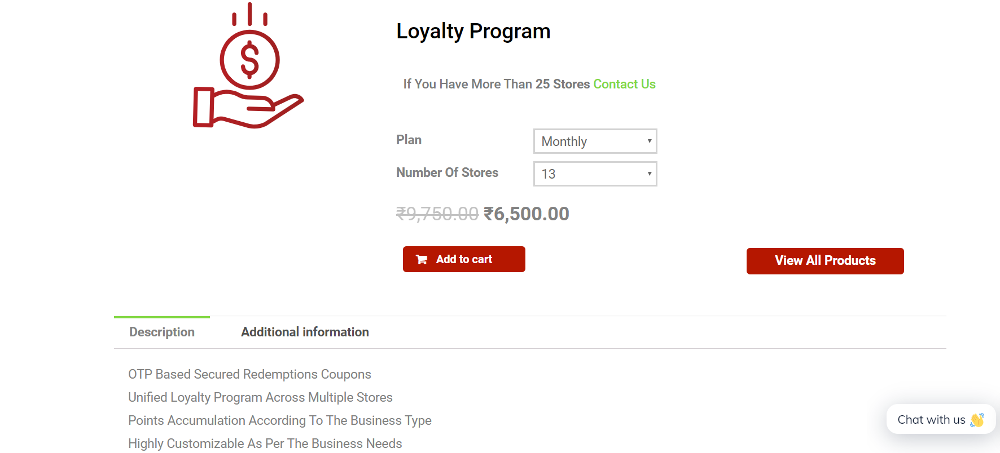 $
Loyalty Program
If You Have More Than 25 Stores Contact Us
Plan
Monthly
Number Of Stores
13
₹9,750.00 ₹6,500.00
Add to cart
View All Products
Description
Additional information
OTP Based Secured Redemptions Coupons
Unified Loyalty Program Across Multiple Stores
Points Accumulation According To The Business Type
Highly Customizable As Per The Business Needs
Chat with us 👋